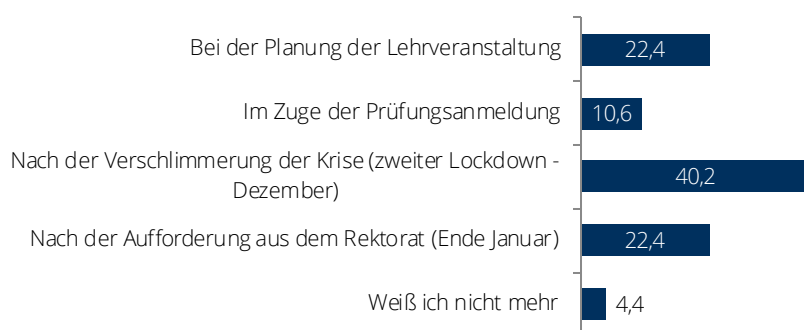 Bei der Planung der Lehrveranstaltung 22,4
Im Zuge der Prüfungsanmeldung 10,6
Nach der Verschlimmerung der Krise (zweiter Lockdown -
Dezember) 40,2
Nach der Aufforderung aus dem Rektorat (Ende Januar) 22,4
Weiß ich nicht mehr 4,4